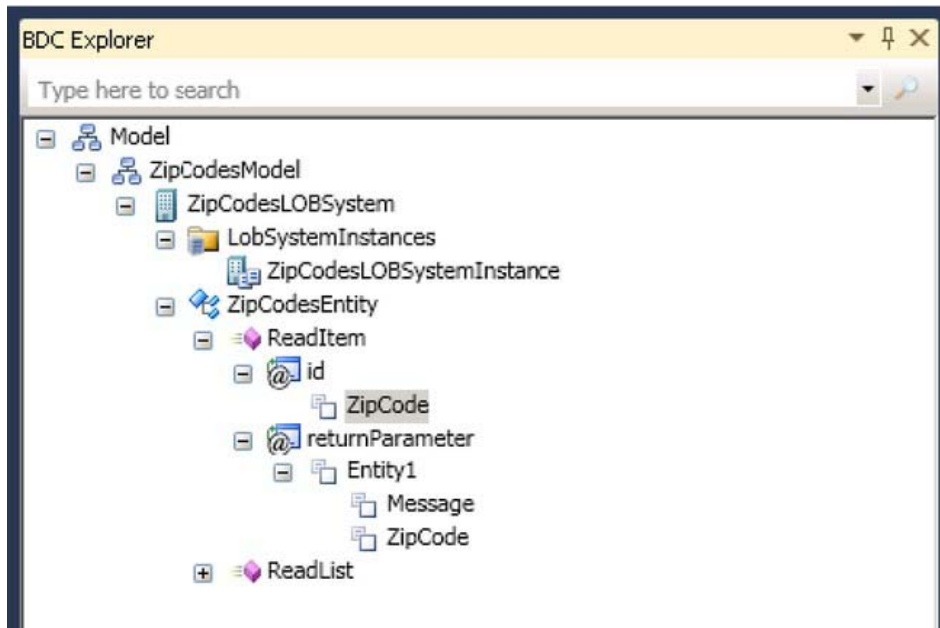 BDC Explorer
Type here to search
Model
ZipCodesModel
ZipCodesLOBSystem
LobSystemInstances
ZipCodesLOBSystemInstance
ZipCodesEntity
ReadItem
id
ZipCode
returnParameter
Entity1
Message
ZipCode
ReadList